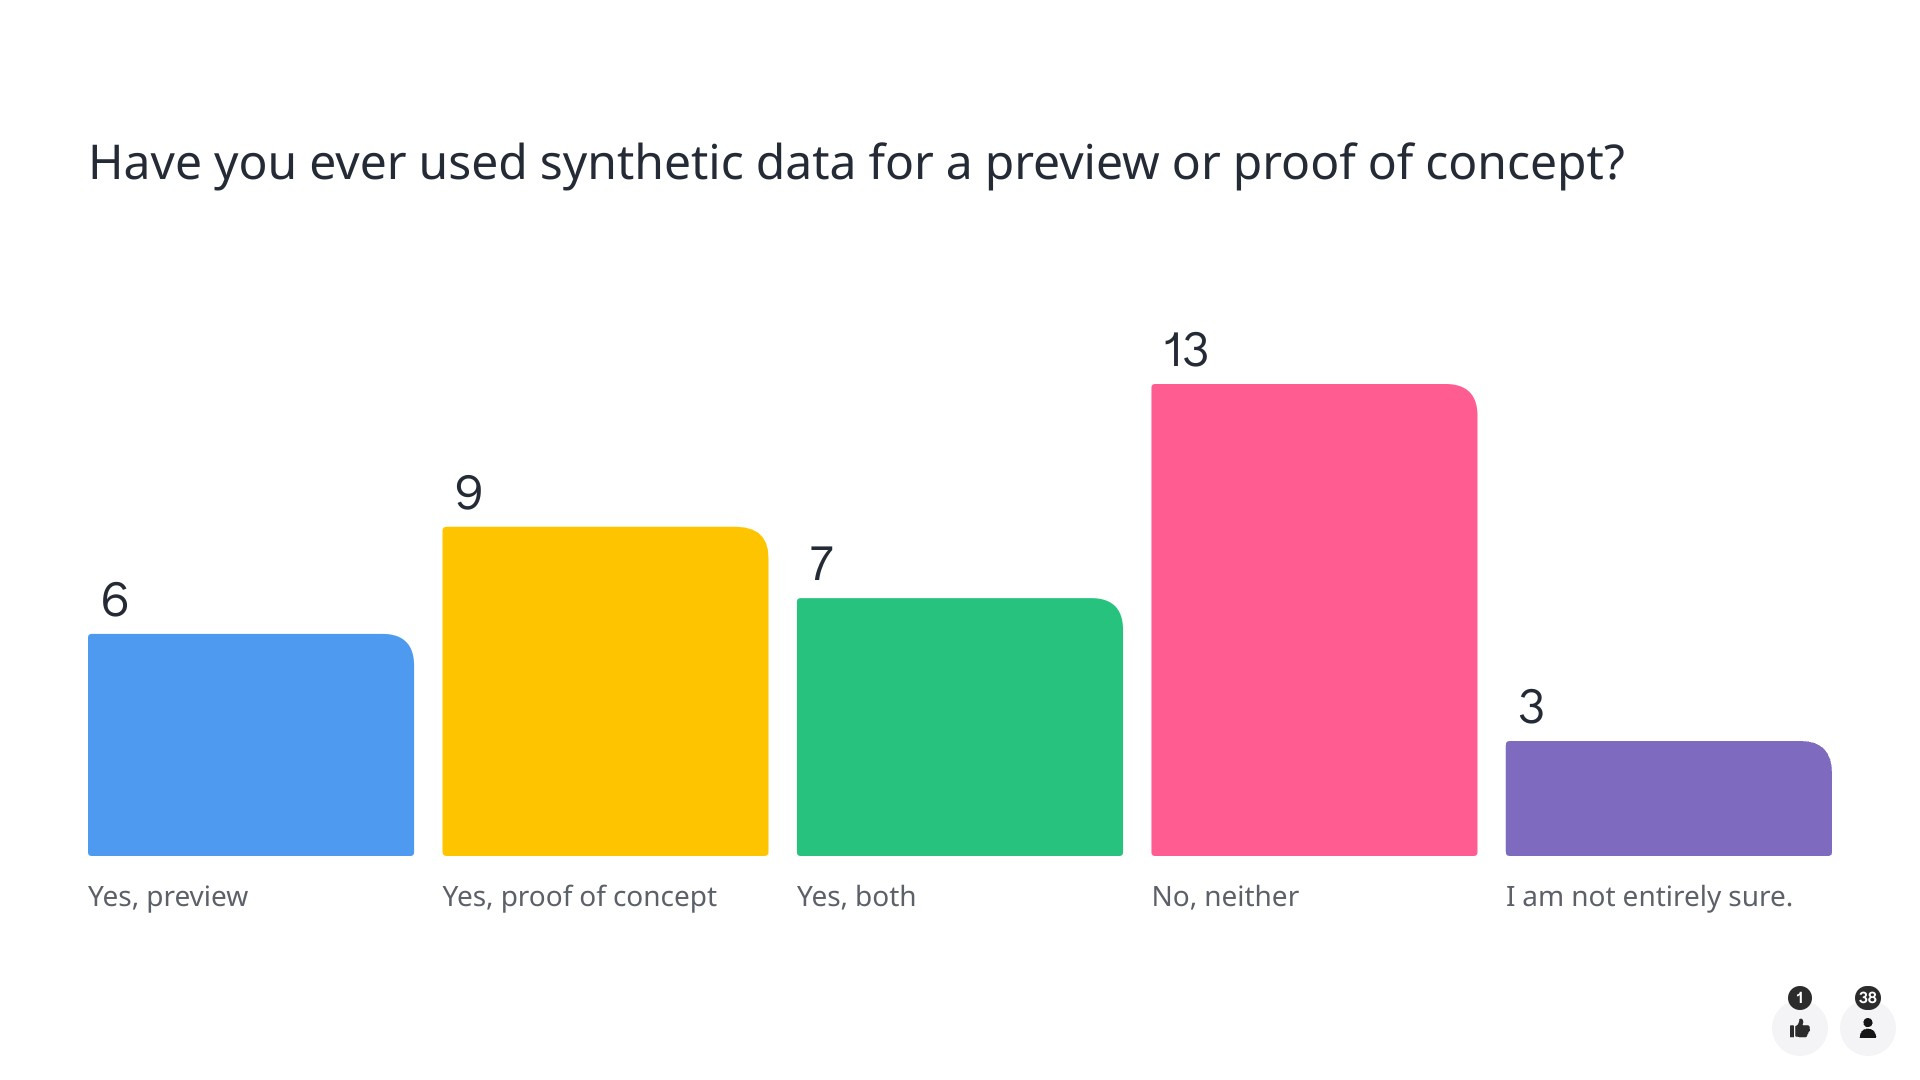 Have you ever used synthetic data for a preview or proof of concept?
6
9
7
13
3
Yes, preview
Yes, proof of concept
Yes, both
No, neither
I am not entirely sure.
1
38